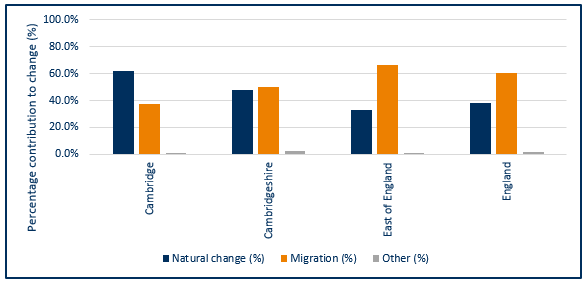 Percentage contribution to change (%)
100.0%
80.0%
60.0%
40.0%
20.0%
0.0%
Cambridge
Cambridgeshire
East of England
England
Natural change (%)
Migration (%)
Other (%)